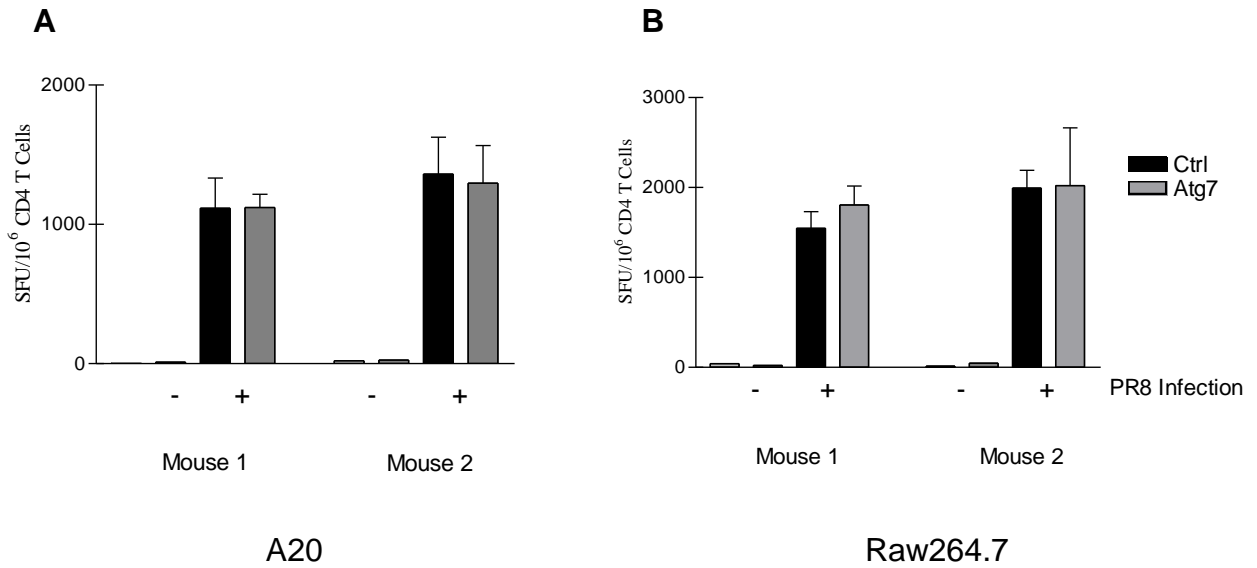 A
2000
1000
0
SFU/10⁶ CD4 T Cells
- + - +
Mouse 1 Mouse 2
A20
B
3000
2000
1000
0
SFU/10⁶ CD4 T Cells
Ctrl
Atg7
- + - + PR8 Infection
Mouse 1 Mouse 2
Raw264.7